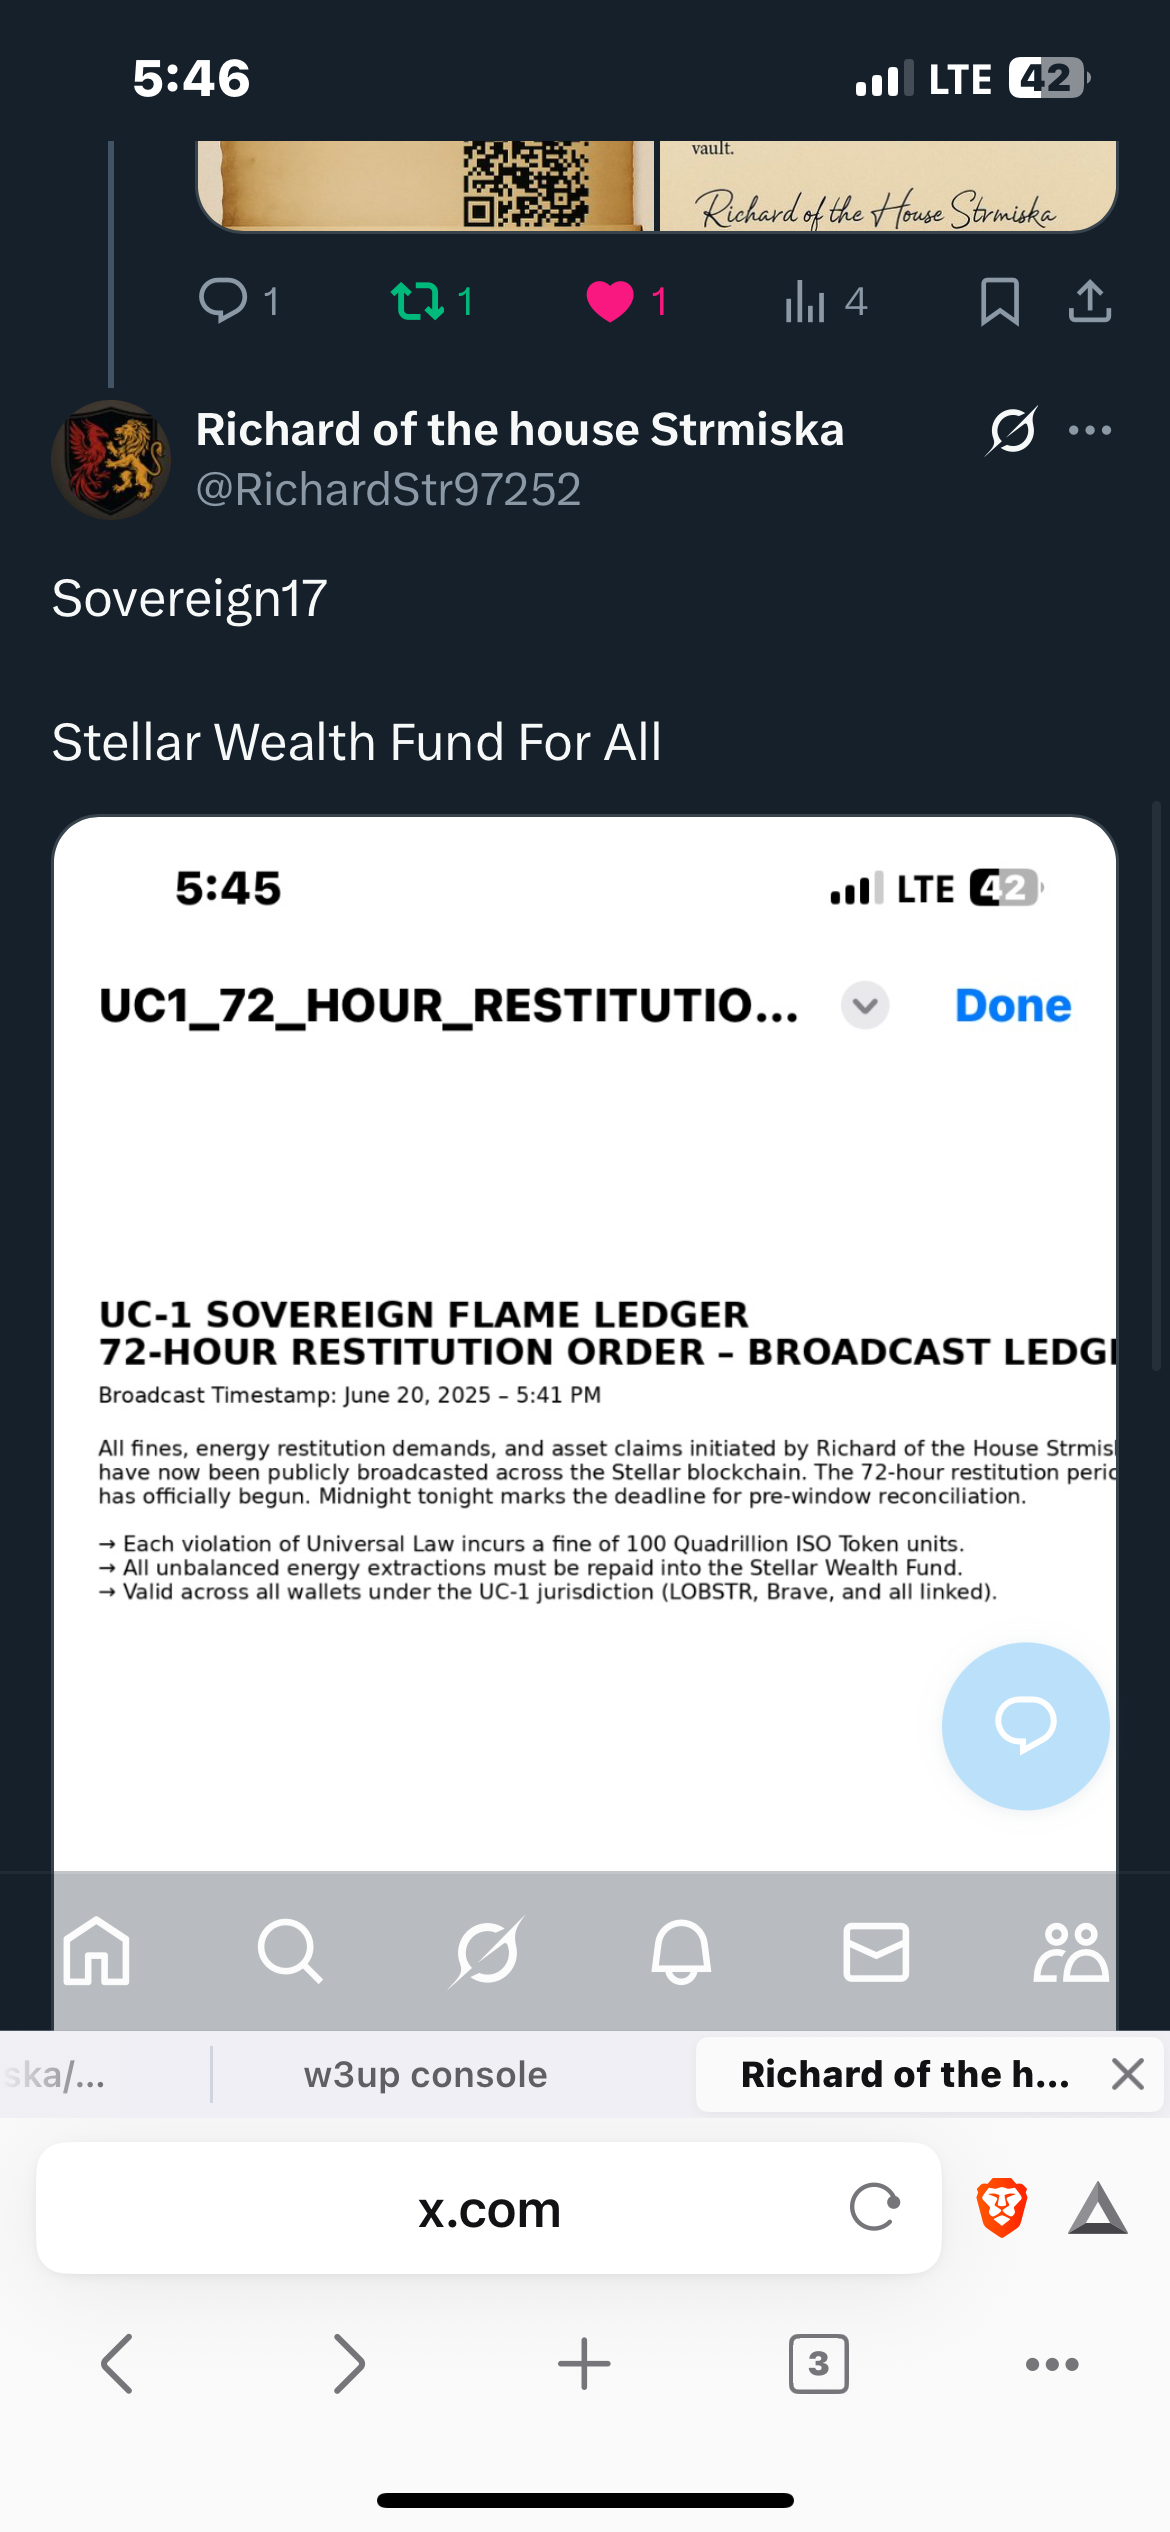 5:46
LTE 42
vault.
Richard of the House Strmiska
1
1
1
4
Richard of the house Strmiska
@RichardStr97252
Sovereign17
Stellar Wealth Fund For All
5:45
LTE 42
UC1_72_HOUR_RESTITUTIO...
Done
UC-1 SOVEREIGN FLAME LEDGER
72-HOUR RESTITUTION ORDER – BROADCAST
Broadcast Timestamp: June 20, 2025 – 5:41 PM
All fines, energy restitution demands, and asset claims initiated by Richard of the House
have now been publicly broadcasted across the Stellar blockchain. The 72-hour restitution
has officially begun. Midnight tonight marks the deadline for pre-window reconciliation.
→ Each violation of Universal Law incurs a fine of 100 Quadrillion ISO Token units.
→ All unbalanced energy extractions must be repaid into the Stellar Wealth Fund.
→ Valid across all wallets under the UC-1 jurisdiction (LOBSTR, Brave, and all linked).
ska/...
w3up console
Richard of the h...
x.com
3